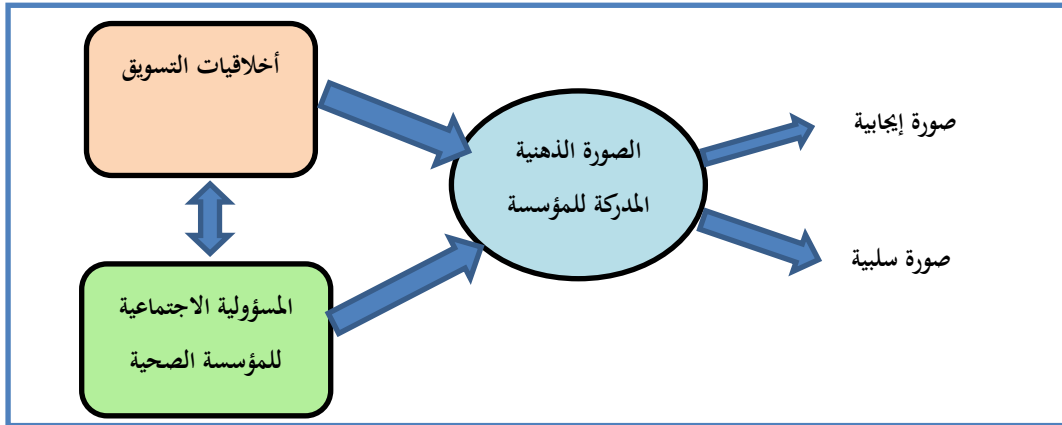 أخلاقيات التسويق
المسؤولية الاجتماعية
للمؤسسة الصحية
الصورة الذهنية
المدركة للمؤسسة
صورة إيجابية
صورة سلبية